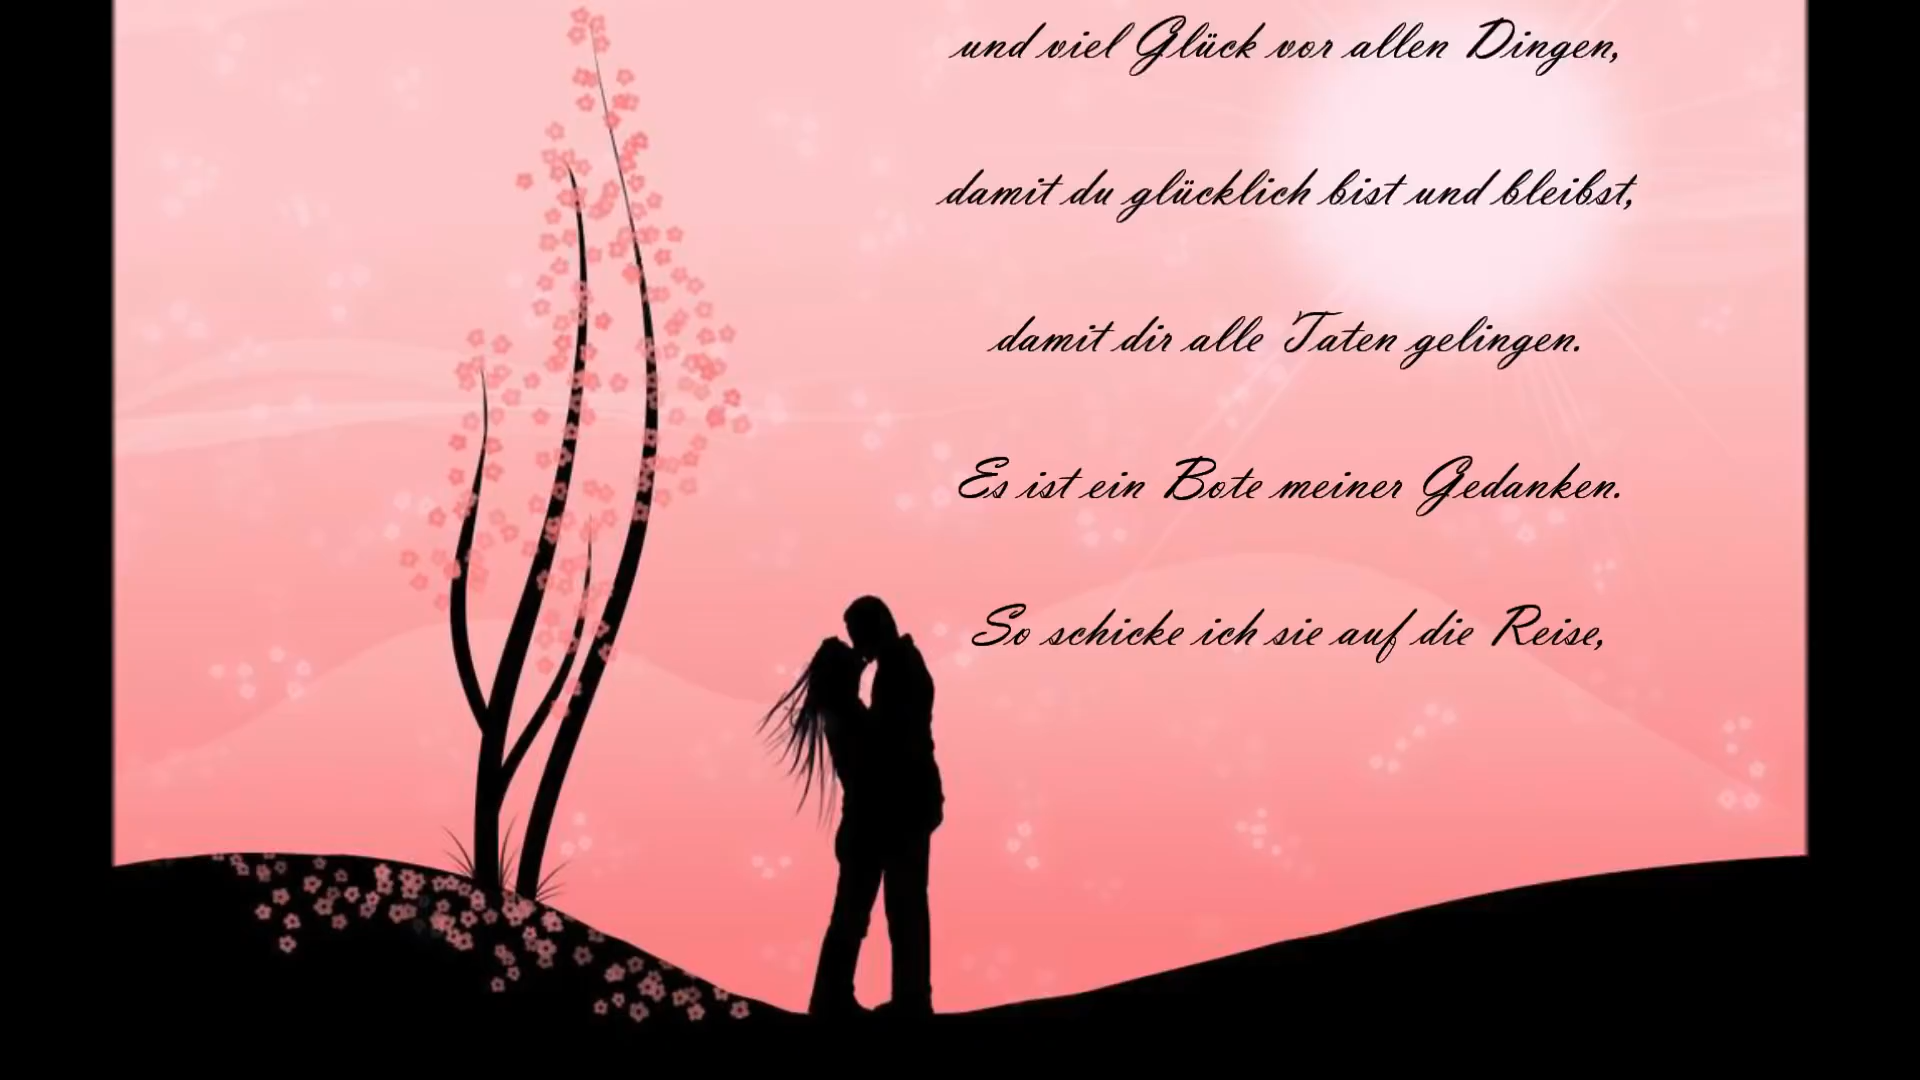 und viel Glück vor allen Dingen,
damit du glücklich bist und bleibst,
damit dir alle Taten gelingen.
Es ist ein Bote meiner Gedanken.
So schicke ich sie auf die Reise,